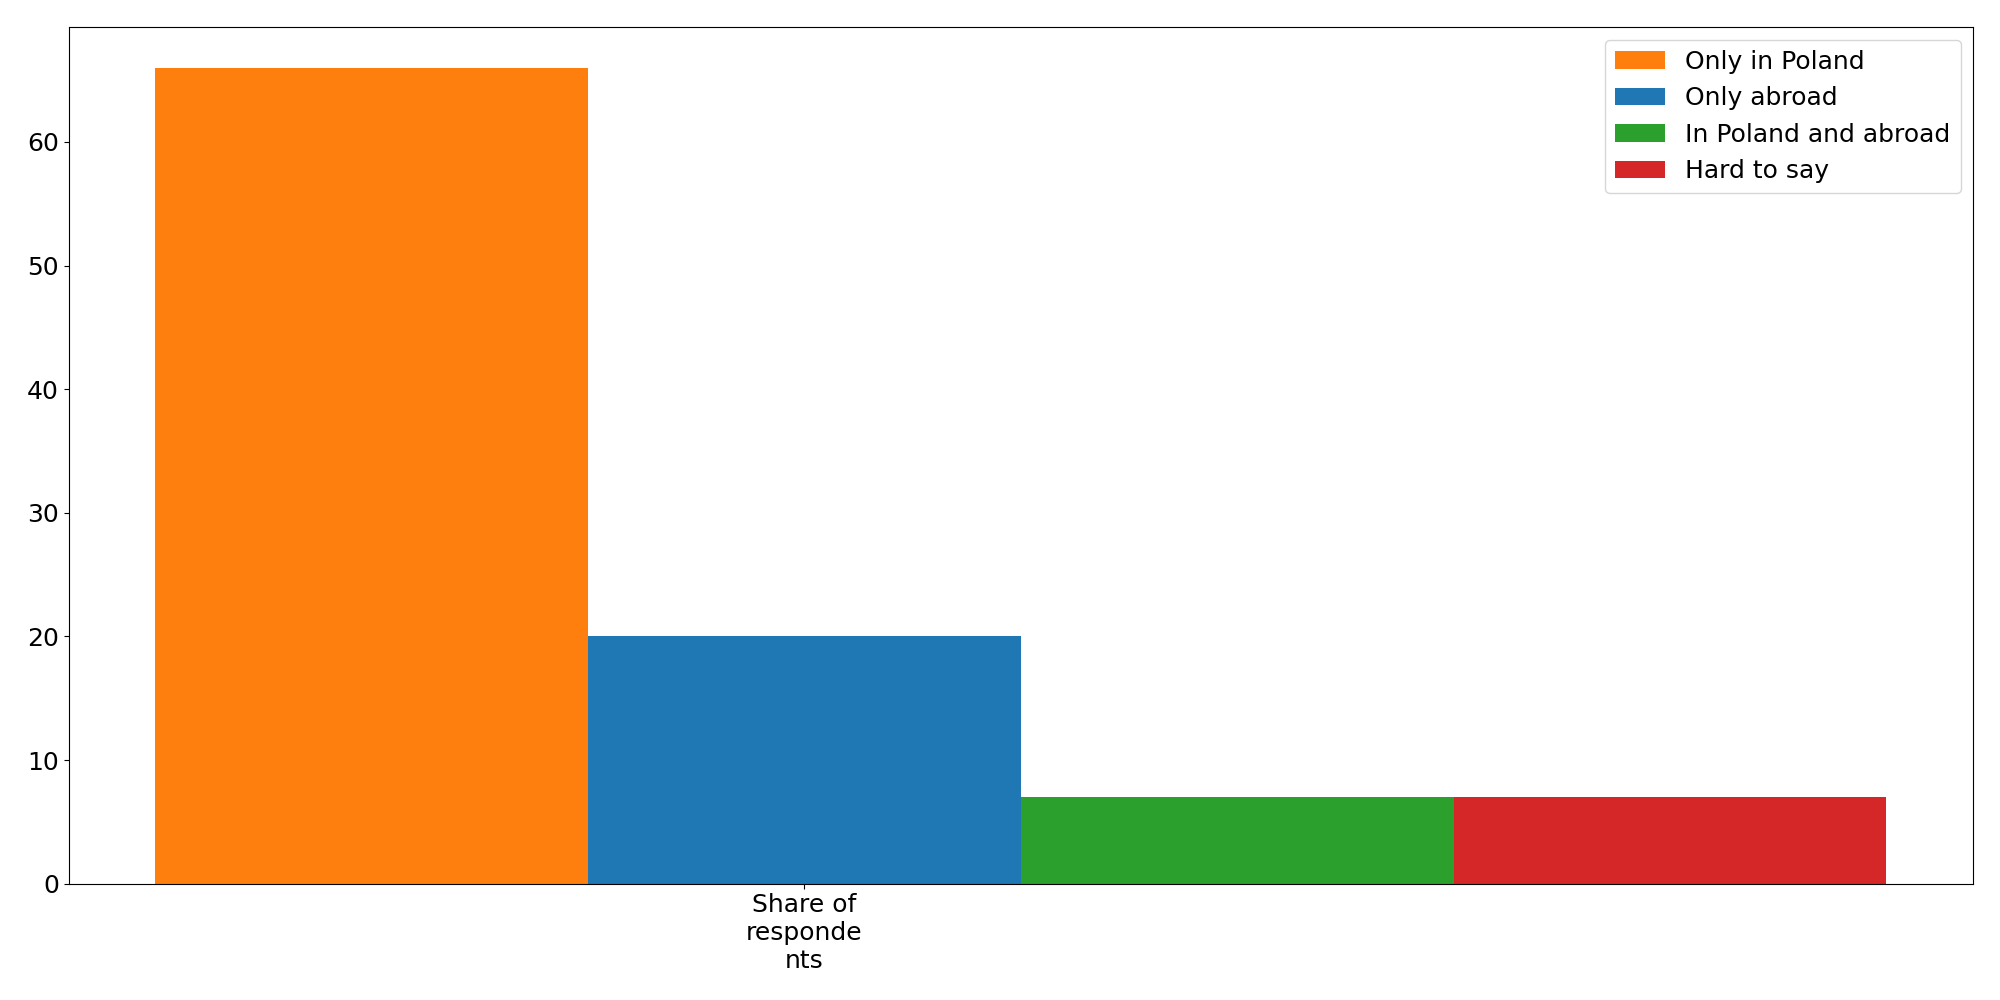 Only in Poland
Only abroad
In Poland and abroad
Hard to say
60
50
40
30
20
10
0
Share of
responde
nts